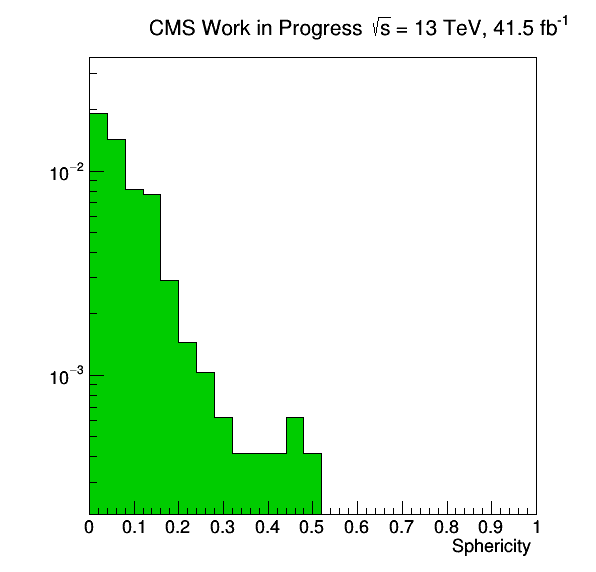 CMS Work in Progress √s = 13 TeV, 41.5 fb⁻¹
10⁻²
10⁻³
0 0.1 0.2 0.3 0.4 0.5 0.6 0.7 0.8 0.9 1
Sphericity